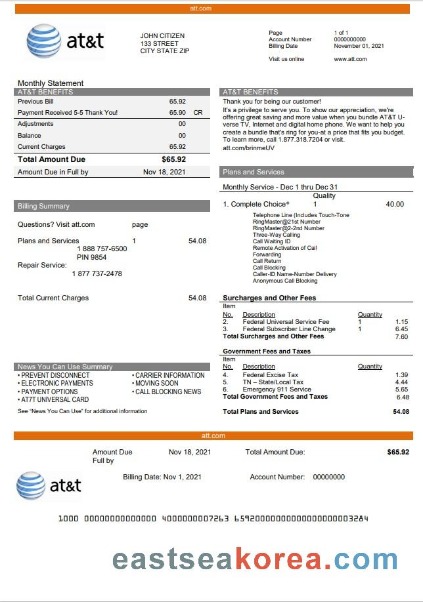 att.com
at&t
JOHN CITIZEN
133 STREET
CITY STATE ZIP
Page 1 of 1
Account Number 0000000000
Billing Date November 01, 2021
Visit us online www.att.com
Monthly Statement
AT&T BENEFITS
Previous Bill 65.92
Payment Received 5-5 Thank You! 65.90 CR
Adjustments 00
Balance 00
Current Charges 65.92
Total Amount Due $65.92
Amount Due in Full by Nov 18, 2021
AT&T BENEFITS
Thank you for being our customer!
It's a privilege to serve you. To show our appreciation, we're
offering great saving and more value when you bundle AT&T U-
verse TV, Internet and digital home phone. We want to help you
create a bundle that's ring for you-at a price that fits you budget.
To learn more, call 1.877.318.7204 or visit.
att.com/brinmeUV
Plans and Services
Monthly Service - Dec 1 thru Dec 31
Quality
1. Complete Choice* 1 40.00
Telephone Line (Includes Touch-Tone
RingMaster@21st Number
RingMaster@2-2nd Number
Three-Way Calling
Call Waiting ID
Remote Activation of Call
Forwarding
Call Return
Call Blocking
Caller-ID Name-Number Delivery
Anonymous Call Blocking
Billing Summary
Questions? Visit att.com page
Plans and Services 1 54.08
1 888 757-6500
PIN 9854
Repair Service:
1 877 737-2478
Total Current Charges 54.08
Surcharges and Other Fees
Item
No. Description Quantity
2. Federal Universal Service Fee 1 1.15
3. Federal Subscriber Line Change 1 6.45
Total Surcharges and Other Fees 7.60
Government Fees and Taxes
Item
No. Description Quantity
4. Federal Excise Tax 1.39
5. TN – State/Local Tax 4.44
6. Emergency 911 Service 5.65
Total Government Fees and Taxes 6.48
Total Plans and Services 54.08
News You Can Use Summary
• PREVENT DISCONNECT
• ELECTRONIC PAYMENTS
• PAYMENT OPTIONS
• AT7T UNIVERSAL CARD
• CARRIER INFORMATION
• MOVING SOON
• CALL BLOCKING NEWS
See "News You Can Use" for additional information
att.com
Amount Due Nov 18, 2021 Total Amount Due: $65.92
Full by
at&t
Billing Date: Nov 1, 2021 Account Number: 00000000
eastseakorea.com